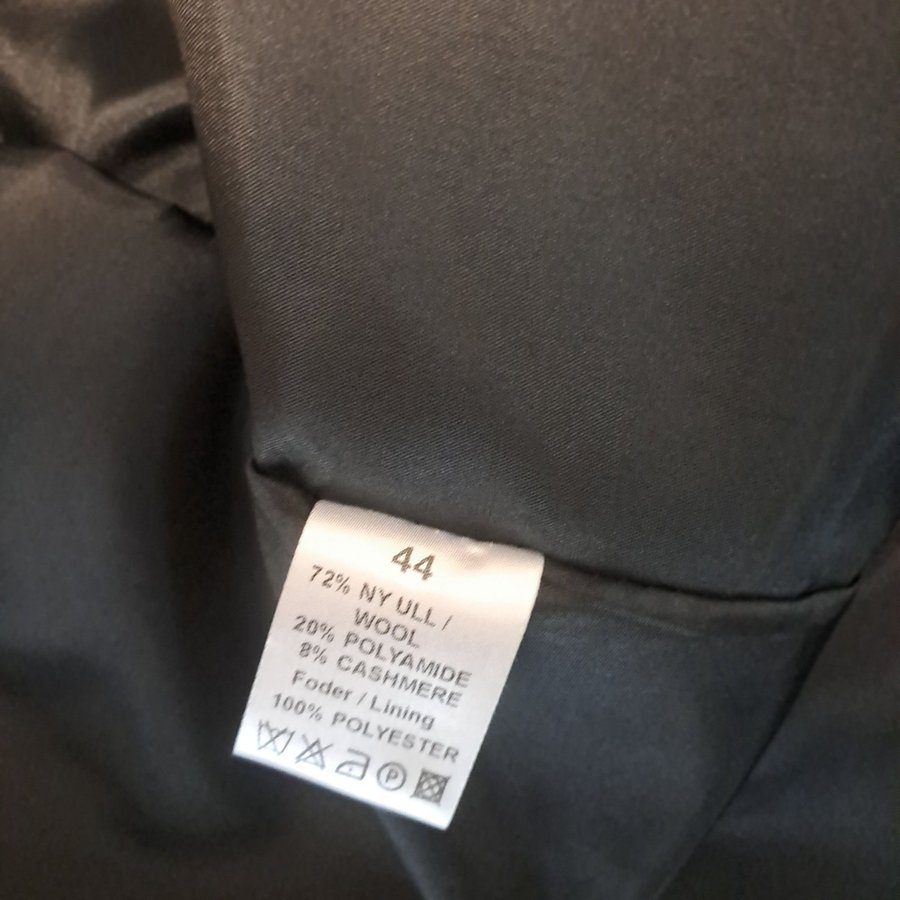 44
72% NY ULL /
WOOL
20% POLYAMIDE
8% CASHMERE
Foder / Lining
100% POLYESTER
P